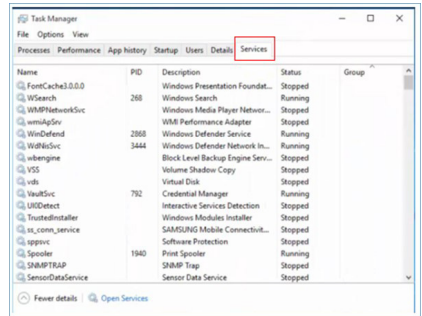 Task Manager
File Options View
Processes Performance App history Startup Users Details Services
Name PID Description Status Group
FontCache3.0.0.0 Windows Presentation Foundat... Stopped
WSearch 268 Windows Search Running
WMPNetworkSvc Windows Media Player Networ... Stopped
wmiApSrv WMI Performance Adapter Stopped
WinDefend 2868 Windows Defender Service Running
WdNisSvc 3444 Windows Defender Network In... Running
wbengine Block Level Backup Engine Serv... Stopped
VSS Volume Shadow Copy Stopped
vds Virtual Disk Stopped
VaultSvc 792 Credential Manager Running
UI0Detect Interactive Services Detection Stopped
TrustedInstaller Windows Modules Installer Stopped
ss_conn_service SAMSUNG Mobile Connectivit... Stopped
sppsvc Software Protection Stopped
Spooler 1940 Print Spooler Running
SNMPTRAP SNMP Trap Stopped
SensorDataService Sensor Data Service Stopped
Fewer details Open Services